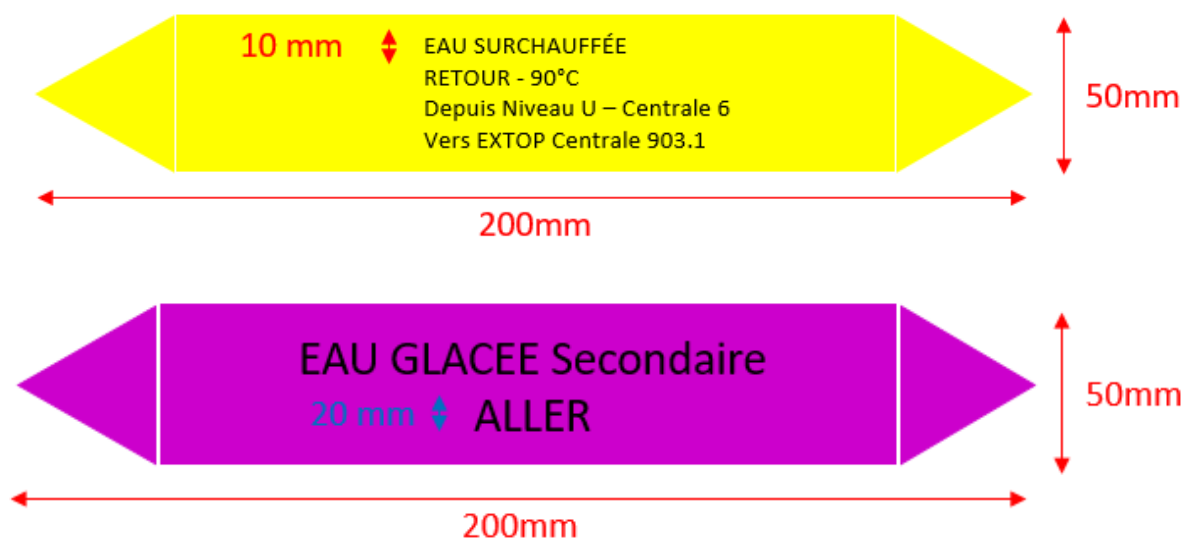 10 mm
EAU SURCHAUFFÉE
RETOUR - 90°C
Depuis Niveau U – Centrale 6
Vers EXTOP Centrale 903.1
50mm
200mm
EAU GLACEE Secondaire
20 mm ALLER
50mm
200mm